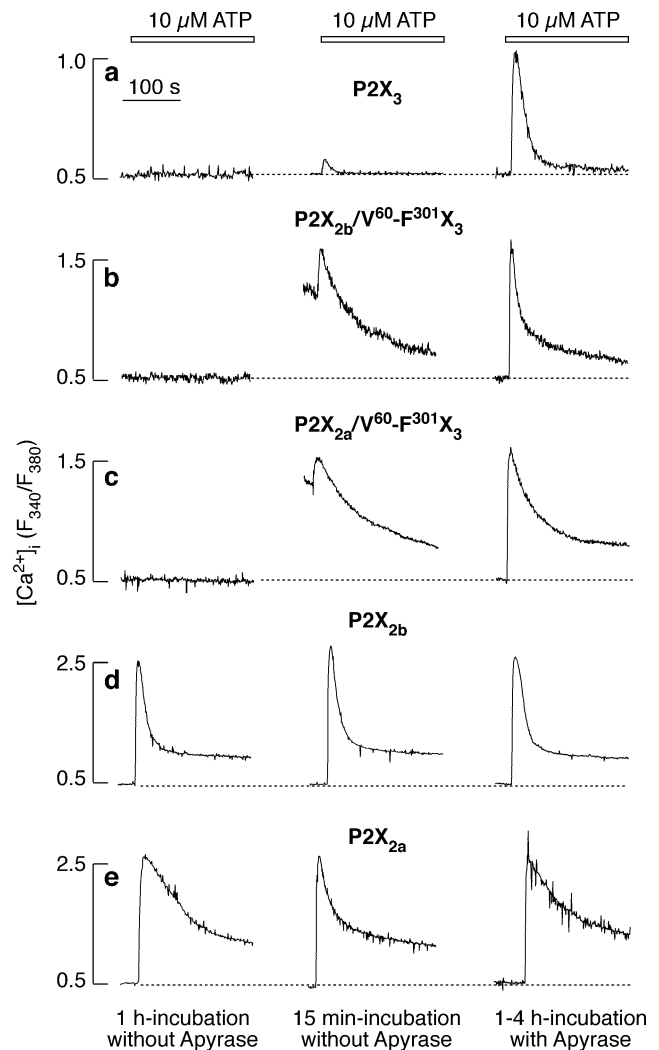 10 µM ATP 10 µM ATP 10 µM ATP
1.0 a
100 s
P2X3
0.5
P2X2b/V60-F301X3
1.5
b
0.5
P2X2a/V60-F301X3
1.5
c
0.5
[Ca2+]i (F340/F380)
P2X2b
2.5
d
0.5
P2X2a
2.5
e
0.5
1 h-incubation 15 min-incubation 1-4 h-incubation
without Apyrase without Apyrase with Apyrase